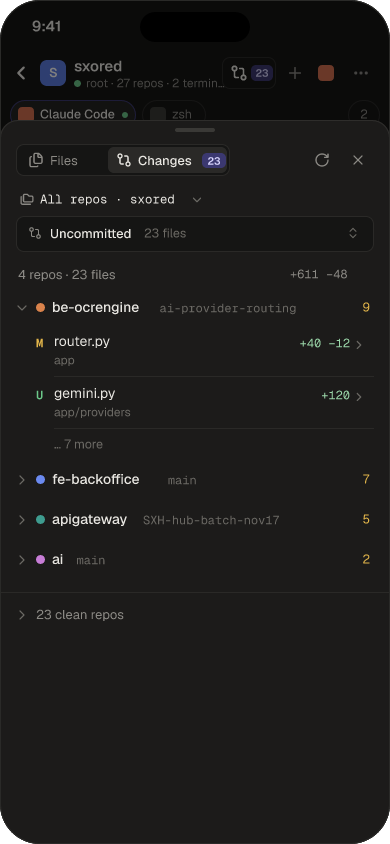 9:41
S
sxored
root · 27 repos · 2 termin...
23
Claude Code
zsh
2
Files
Changes 23
All repos · sxored
Uncommitted 23 files
4 repos · 23 files +611 −48
be-ocrengine ai-provider-routing 9
M router.py +40 −12
app
U gemini.py +120
app/providers
… 7 more
fe-backoffice main 7
apigateway SXH-hub-batch-nov17 5
ai main 2
23 clean repos